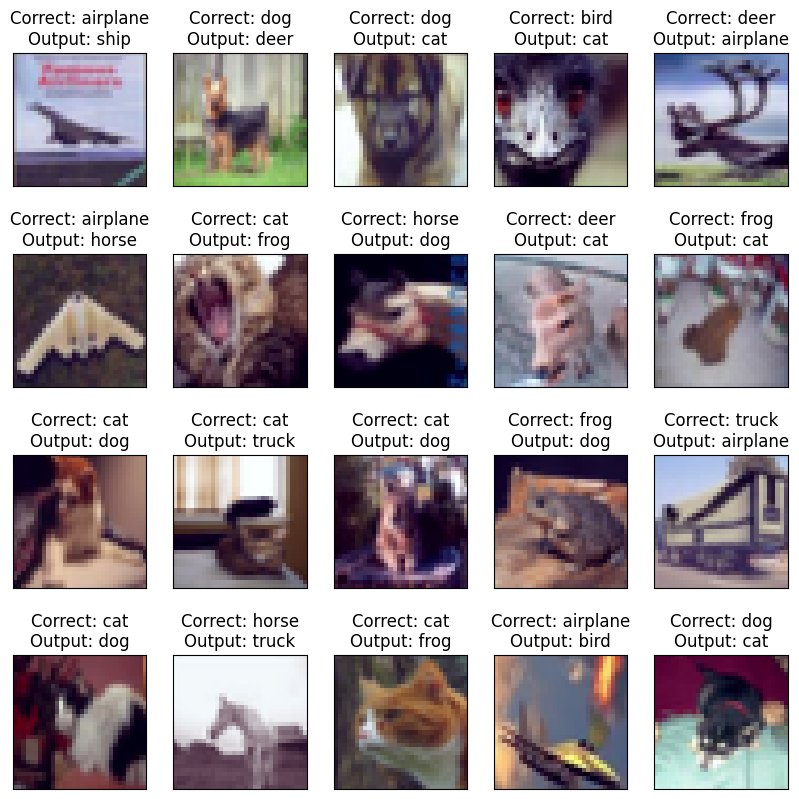 Correct: airplane
Output: ship
Correct: dog
Output: deer
Correct: dog
Output: cat
Correct: bird
Output: cat
Correct: deer
Output: airplane
Correct: airplane
Output: horse
Correct: cat
Output: frog
Correct: horse
Output: dog
Correct: deer
Output: cat
Correct: frog
Output: cat
Correct: cat
Output: dog
Correct: cat
Output: truck
Correct: cat
Output: dog
Correct: frog
Output: dog
Correct: truck
Output: airplane
Correct: cat
Output: dog
Correct: horse
Output: truck
Correct: cat
Output: frog
Correct: airplane
Output: bird
Correct: dog
Output: cat